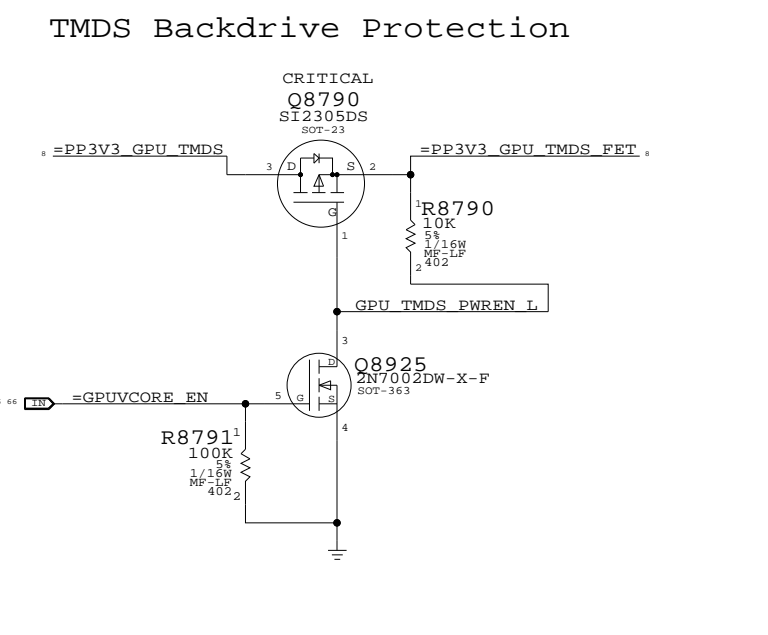 TMDS Backdrive Protection
CRITICAL
Q8790
SI2305DS
SOT-23
8 =PP3V3_GPU_TMDS
3 D S 2
=PP3V3_GPU_TMDS_FET 8
G
1
1 R8790
10K
5%
1/16W
MF-LF
402
2
GPU_TMDS_PWREN_L
3
D
Q8925
2N7002DW-X-F
SOT-363
66 IN =GPUVCORE_EN
5 G S
4
R8791 1
100K
5%
1/16W
MF-LF
402
2